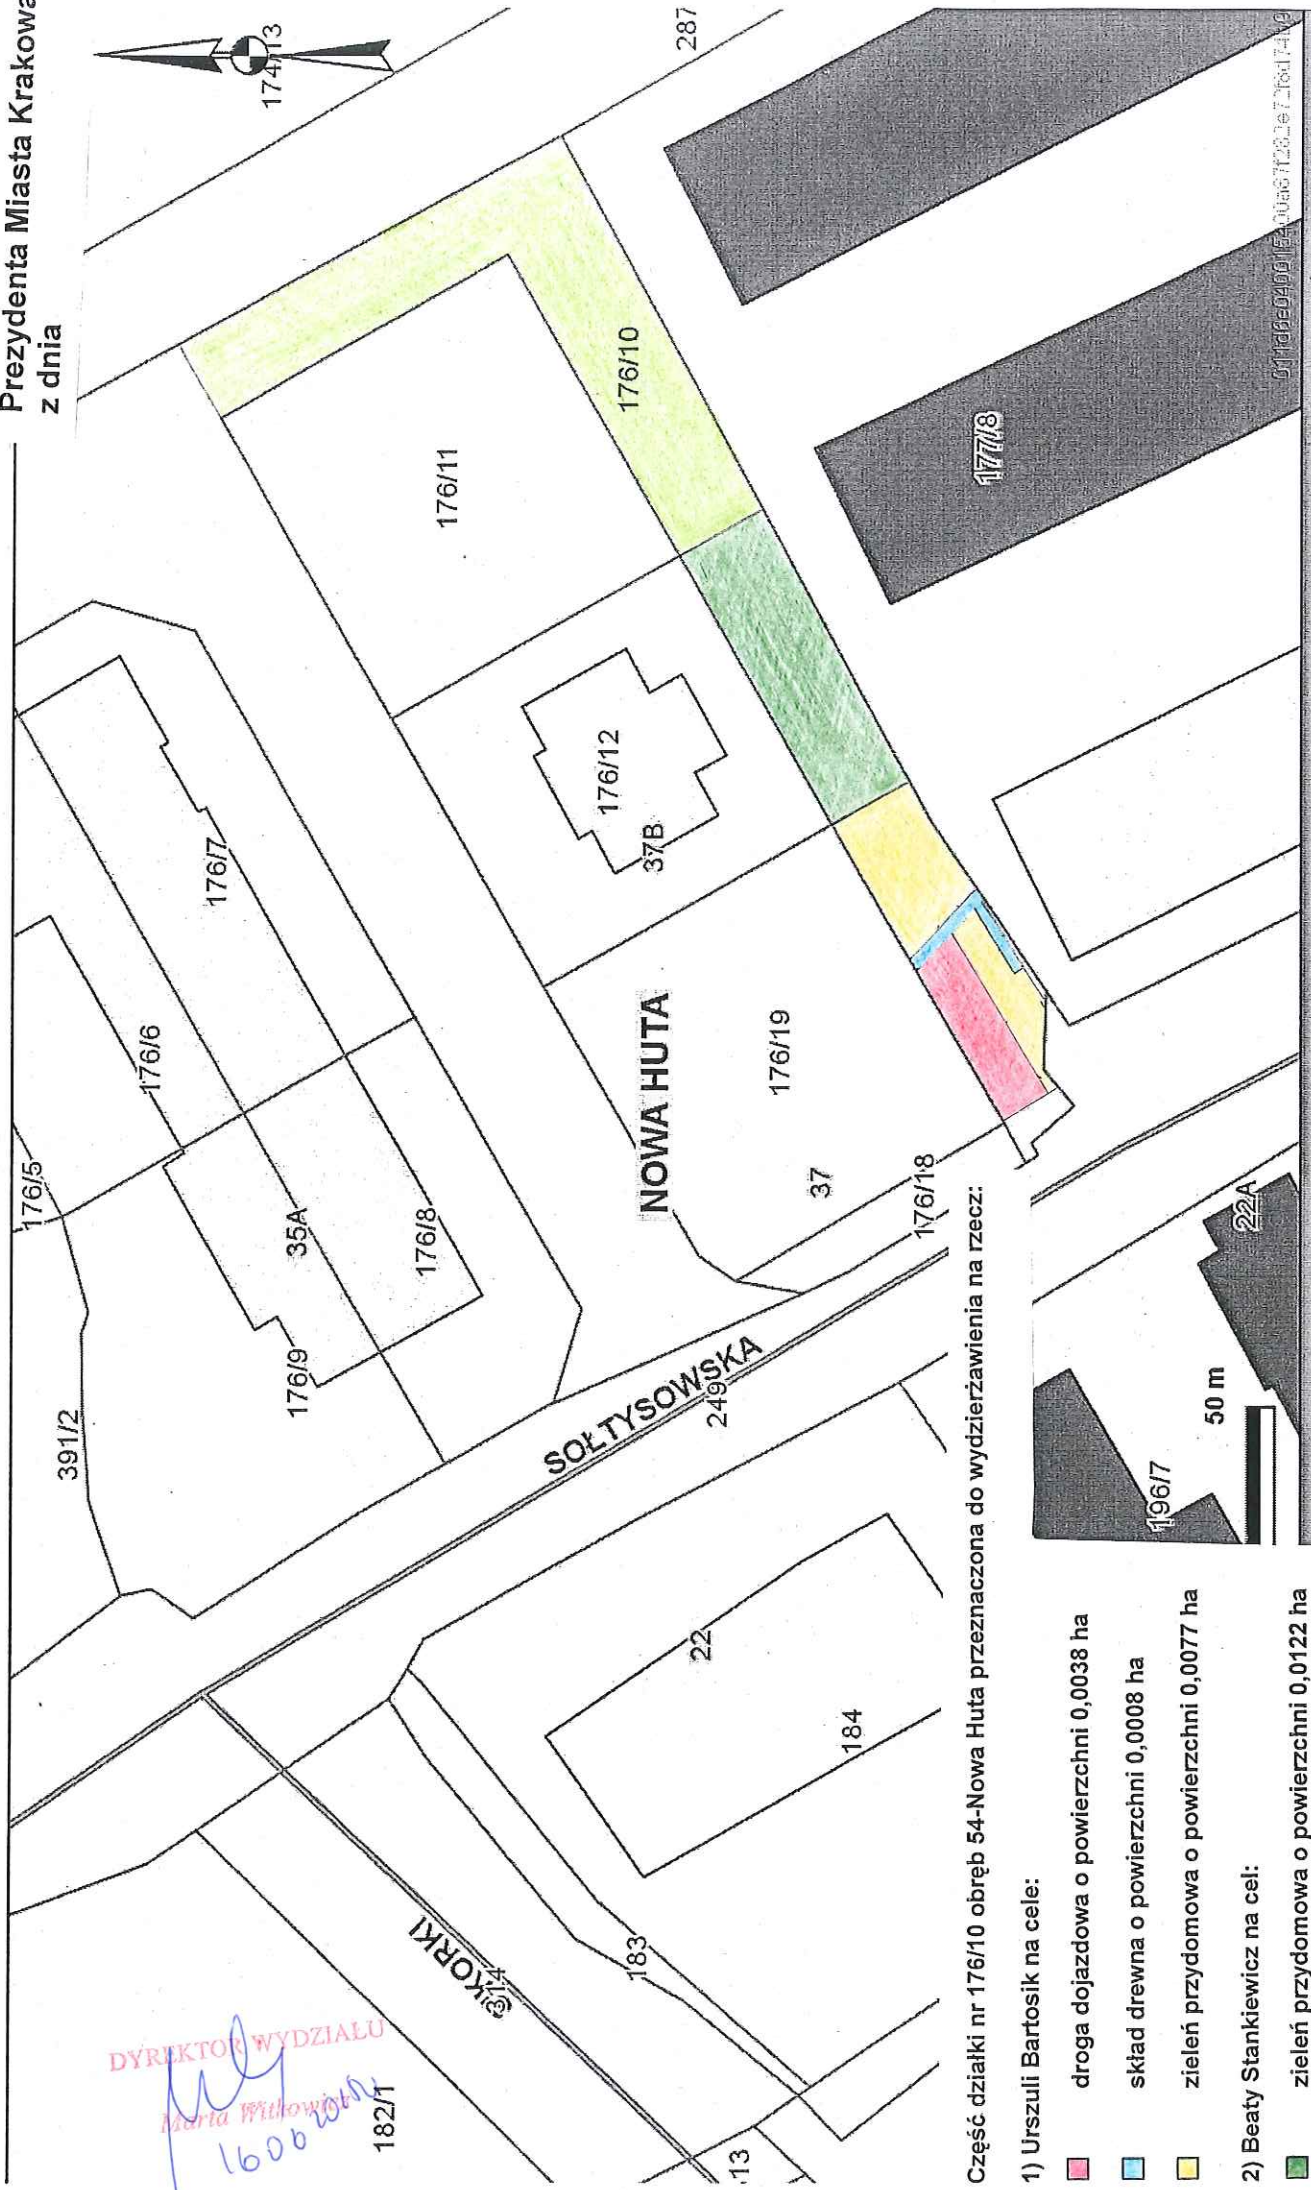 Prezydenta Miasta Krakowa
z dnia
174/13
287
176/10
176/11
177/8
176/12
37B
176/7
176/6
176/5
NOWA HUTA
176/19
37
176/18
35A
176/8
176/9
391/2
SOŁTYSOWSKA
249
22A
50 m
196/7
22
184
183
SIKORKI
374
182/1
13
DYREKTOR WYDZIAŁU
Marta Witkowicz
Część działki nr 176/10 obręb 54-Nowa Huta przeznaczona do wydzierżawienia na rzecz:
1) Urszuli Bartosik na cele:
droga dojazdowa o powierzchni 0,0038 ha
skład drewna o powierzchni 0,0008 ha
zieleń przydomowa o powierzchni 0,0077 ha
2) Beaty Stankiewicz na cel:
zieleń przydomowa o powierzchni 0,0122 ha